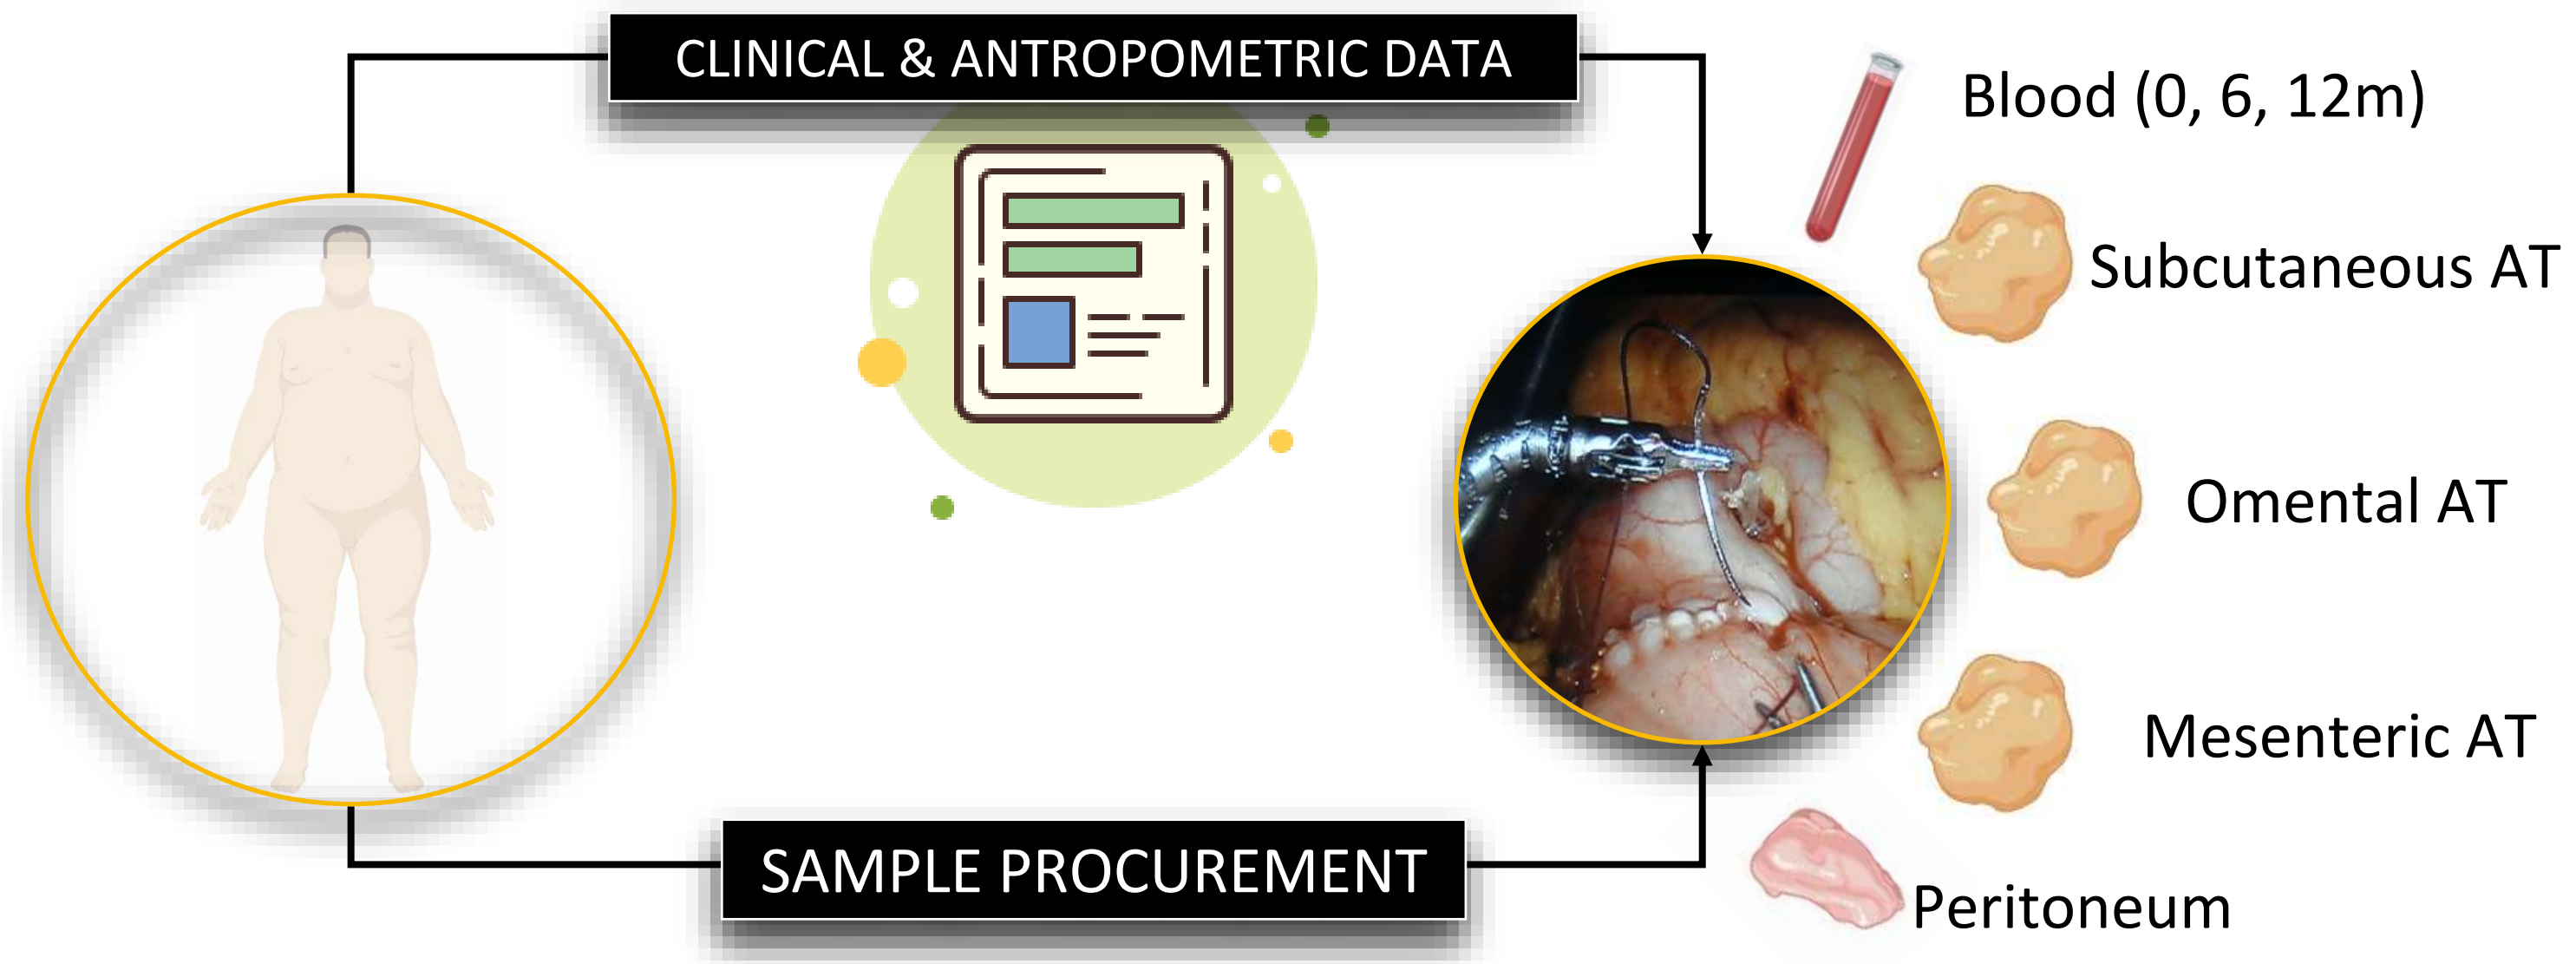 CLINICAL & ANTROPOMETRIC DATA
Blood (0, 6, 12m)
Subcutaneous AT
Omental AT
Mesenteric AT
SAMPLE PROCUREMENT
Peritoneum